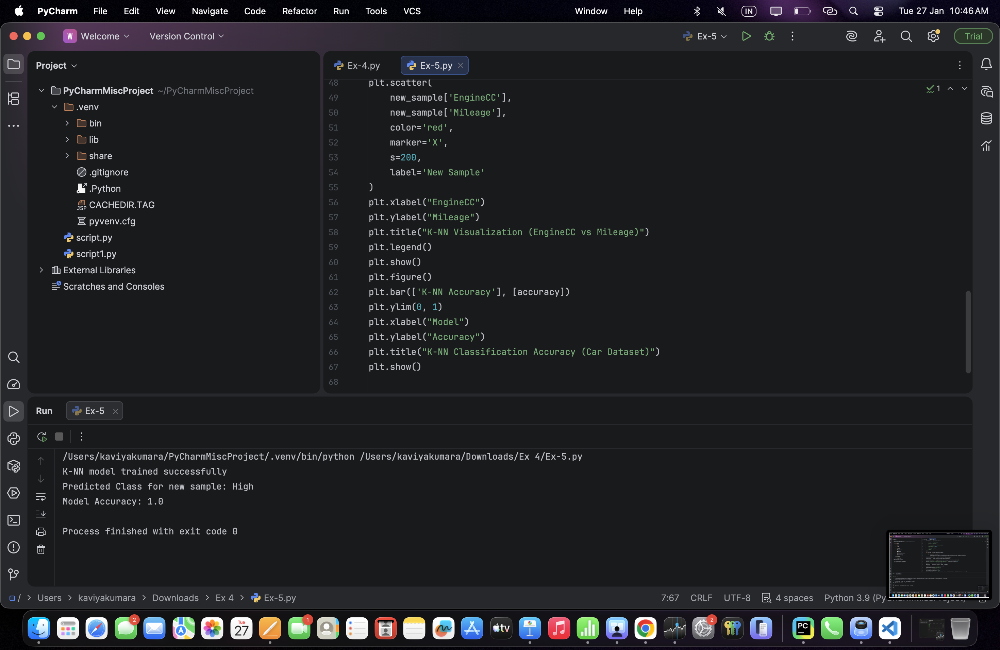 PyCharm File Edit View Navigate Code Refactor Run Tools VCS Window Help IN Tue 27 Jan 10:46 AM
W Welcome Version Control Ex-5 Trial
Project
PyCharmMiscProject ~/PyCharmMiscProject
.venv
bin
lib
share
.gitignore
.Python
JSP CACHEDIR.TAG
pyvenv.cfg
script.py
script1.py
External Libraries
Scratches and Consoles
Ex-4.py Ex-5.py
1
48 plt.scatter(
49 new_sample['EngineCC'],
50 new_sample['Mileage'],
51 color='red',
52 marker='X',
53 s=200,
54 label='New Sample'
55 )
56 plt.xlabel("EngineCC")
57 plt.ylabel("Mileage")
58 plt.title("K-NN Visualization (EngineCC vs Mileage)")
59 plt.legend()
60 plt.show()
61 plt.figure()
62 plt.bar(['K-NN Accuracy'], [accuracy])
63 plt.ylim(0, 1)
64 plt.xlabel("Model")
65 plt.ylabel("Accuracy")
66 plt.title("K-NN Classification Accuracy (Car Dataset)")
67 plt.show()
68
Run Ex-5
/Users/kaviyakumara/PyCharmMiscProject/.venv/bin/python /Users/kaviyakumara/Downloads/Ex 4/Ex-5.py
K-NN model trained successfully
Predicted Class for new sample: High
Model Accuracy: 1.0
Process finished with exit code 0
/ > Users > kaviyakumara > Downloads > Ex 4 > Ex-5.py 7:67 CRLF UTF-8 4 spaces Python 3.9
2 Tue 27 1 tv 2 PC